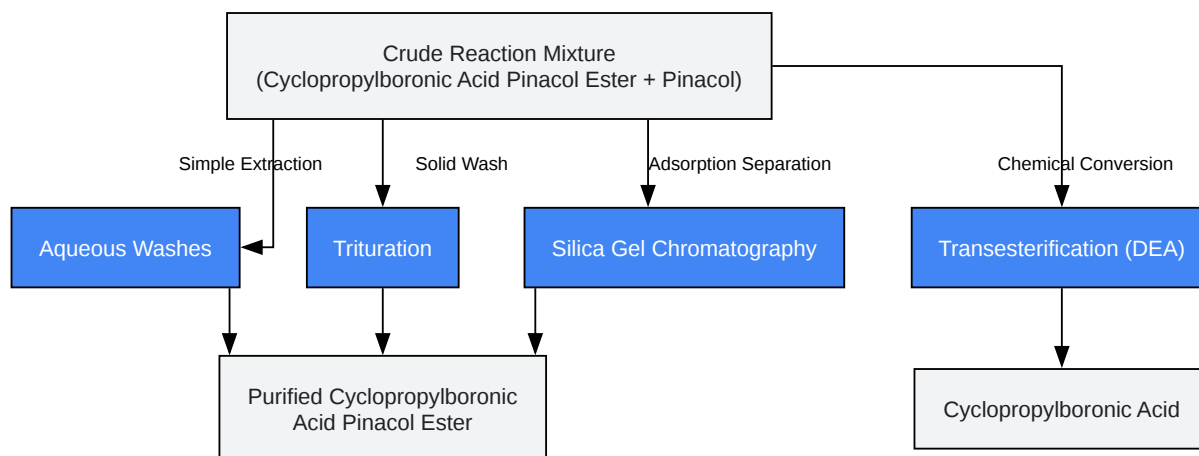 Crude Reaction Mixture
(Cyclopropylboronic Acid Pinacol Ester + Pinacol)
Simple Extraction
Solid Wash
Adsorption Separation
Chemical Conversion
Aqueous Washes
Trituration
Silica Gel Chromatography
Transesterification (DEA)
Purified Cyclopropylboronic
Acid Pinacol Ester
Cyclopropylboronic Acid